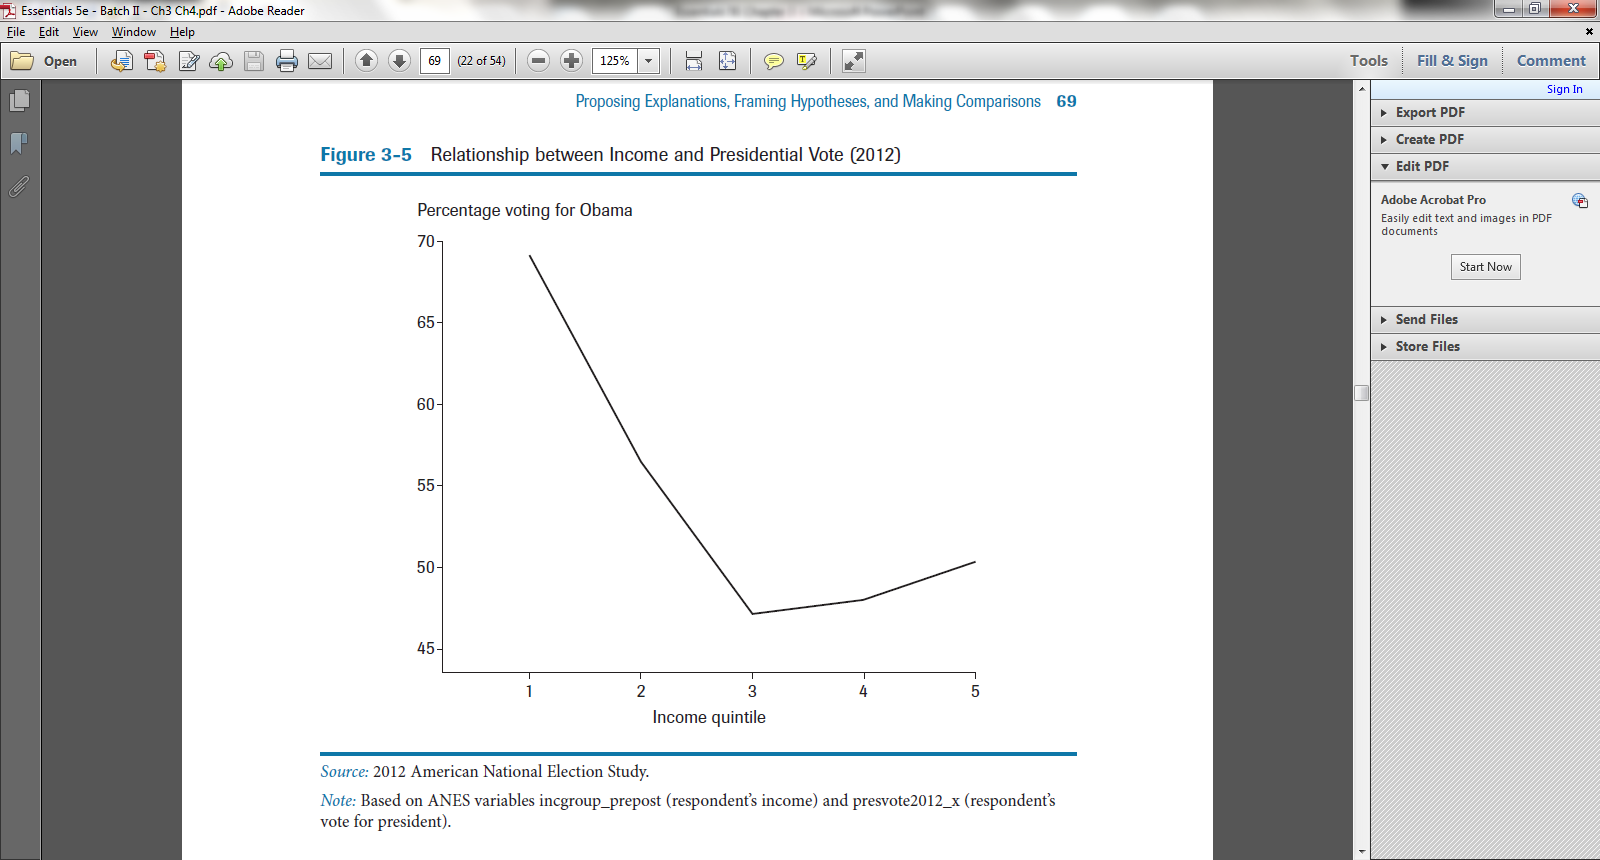 Essentials 5e - Batch II - Ch3 Ch4.pdf - Adobe Reader
File Edit View Window Help
Open 69 (22 of 54) 125% Tools Fill & Sign Comment
Sign In
Export PDF
Create PDF
Edit PDF
Adobe Acrobat Pro
Easily edit text and images in PDF
documents
Start Now
Send Files
Store Files
Proposing Explanations, Framing Hypotheses, and Making Comparisons 69
Figure 3-5 Relationship between Income and Presidential Vote (2012)
Percentage voting for Obama
70
65
60
55
50
45
1 2 3 4 5
Income quintile
Source: 2012 American National Election Study.
Note: Based on ANES variables incgroup_prepost (respondent’s income) and presvote2012_x (respondent’s
vote for president).